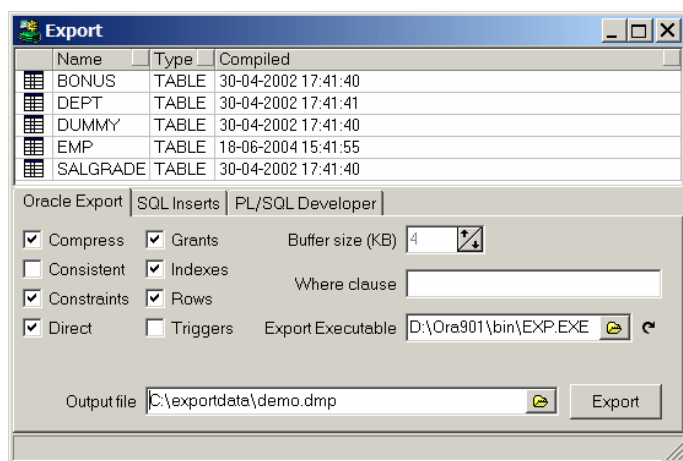 Export
Name Type Compiled
BONUS TABLE 30-04-2002 17:41:40
DEPT TABLE 30-04-2002 17:41:41
DUMMY TABLE 30-04-2002 17:41:40
EMP TABLE 18-06-2004 15:41:55
SALGRADE TABLE 30-04-2002 17:41:40
Oracle Export SQL Inserts PL/SQL Developer
Compress Grants Buffer size (KB) 4
Consistent Indexes Where clause
Constraints Rows
Direct Triggers Export Executable D:\Ora901\bin\EXP.EXE
Output file C:\exportdata\demo.dmp Export